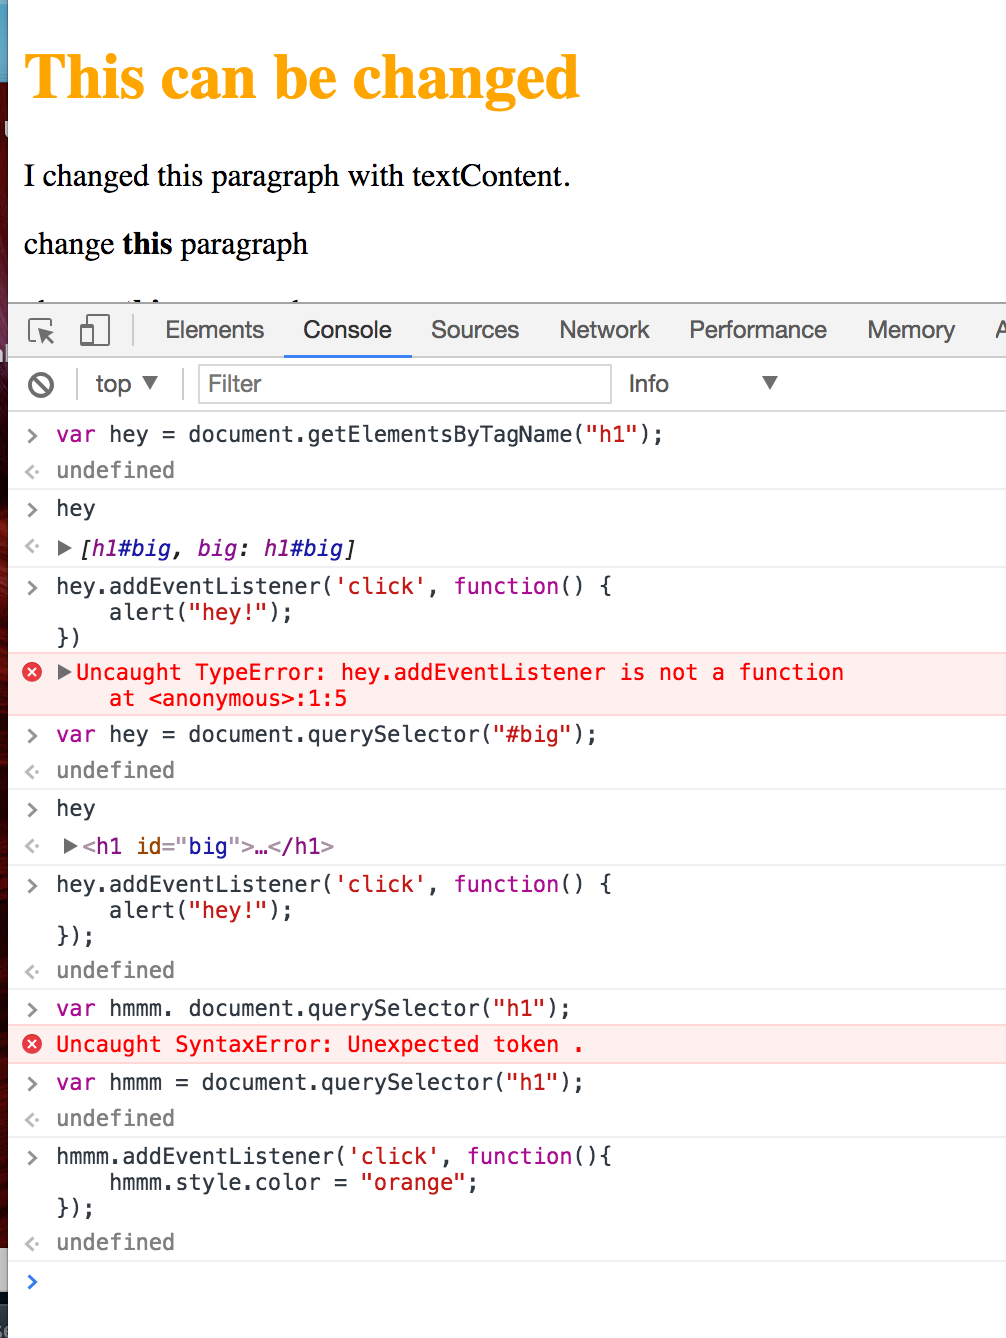 This can be changed
I changed this paragraph with textContent.
change this paragraph
Elements Console Sources Network Performance Memory
top ▼ Filter Info ▼
> var hey = document.getElementsByTagName("h1");
<· undefined
> hey
<· ▶ [h1#big, big: h1#big]
> hey.addEventListener('click', function() {
alert("hey!");
})
▶ Uncaught TypeError: hey.addEventListener is not a function
at <anonymous>:1:5
> var hey = document.querySelector("#big");
<· undefined
> hey
<· ▶ <h1 id="big">…</h1>
> hey.addEventListener('click', function() {
alert("hey!");
});
<· undefined
> var hmmm. document.querySelector("h1");
Uncaught SyntaxError: Unexpected token .
> var hmmm = document.querySelector("h1");
<· undefined
> hmmm.addEventListener('click', function(){
hmmm.style.color = "orange";
});
<· undefined
>